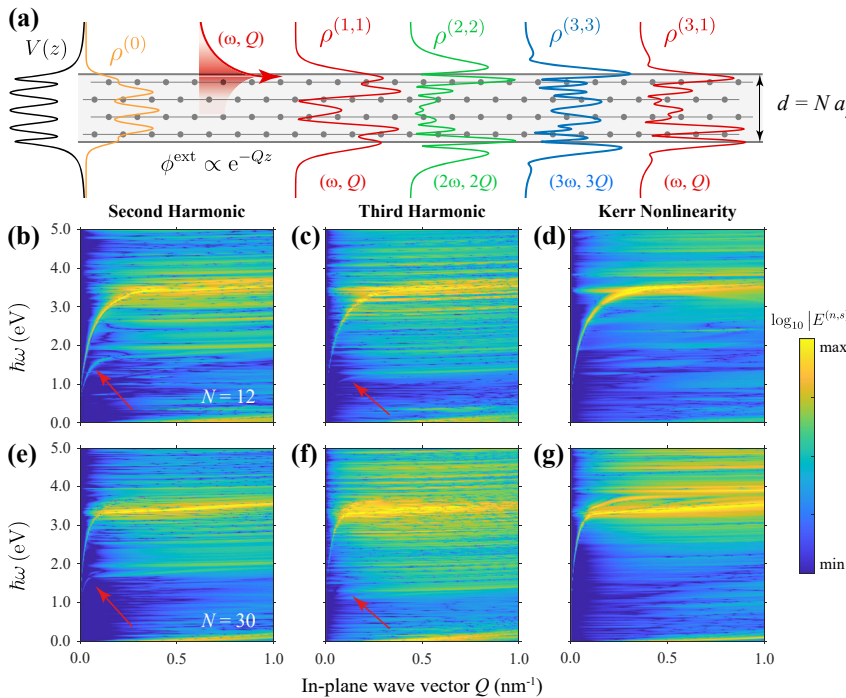 (a)
V(z)
ρ(0)
(ω, Q)
ρ(1,1)
ρ(2,2)
ρ(3,3)
ρ(3,1)
d = N a
ϕext ∝ e−Qz
(ω, Q)
(2ω, 2Q)
(3ω, 3Q)
(ω, Q)
Second Harmonic
Third Harmonic
Kerr Nonlinearity
(b)
(c)
(d)
5.0
4.0
3.0
2.0
1.0
0.0
ħω (eV)
N = 12
log10 |E(n,s
max
min
(e)
(f)
(g)
5.0
4.0
3.0
2.0
1.0
0.0
ħω (eV)
N = 30
0.0 0.5 1.0 0.0 0.5 1.0 0.0 0.5 1.0
In-plane wave vector Q (nm-1)